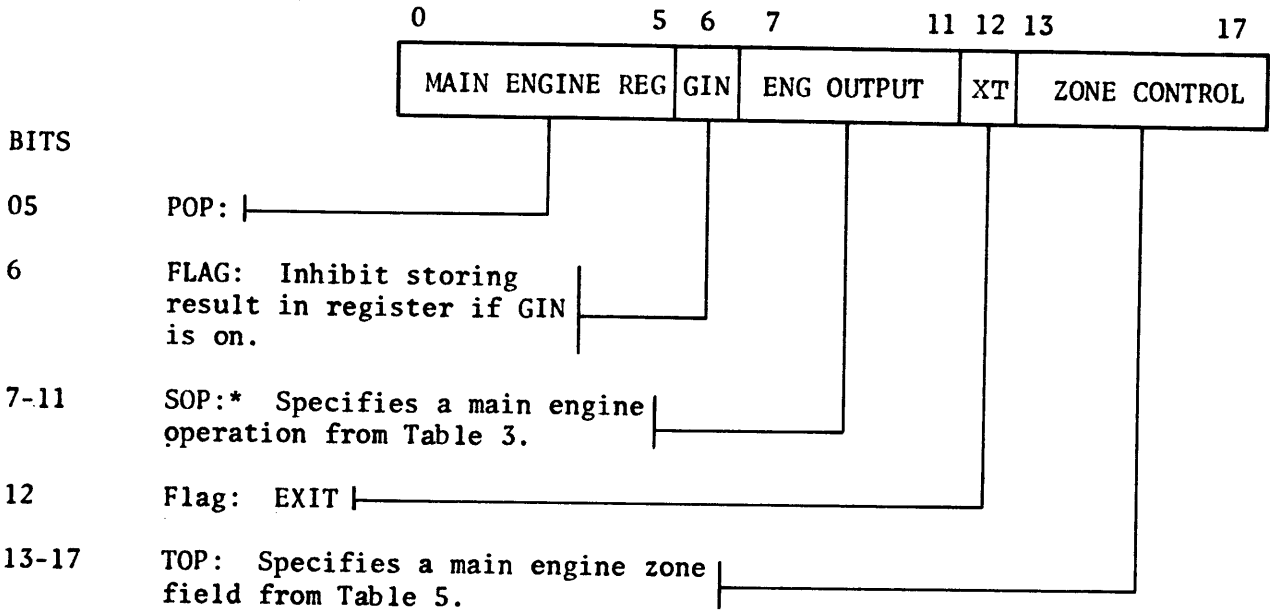 0 5 6 7 11 12 13 17
MAIN ENGINE REG GIN ENG OUTPUT XT ZONE CONTROL
BITS
05 POP:
6 FLAG: Inhibit storing
result in register if GIN
is on.
7-11 SOP:* Specifies a main engine
operation from Table 3.
12 Flag: EXIT
13-17 TOP: Specifies a main engine zone
field from Table 5.